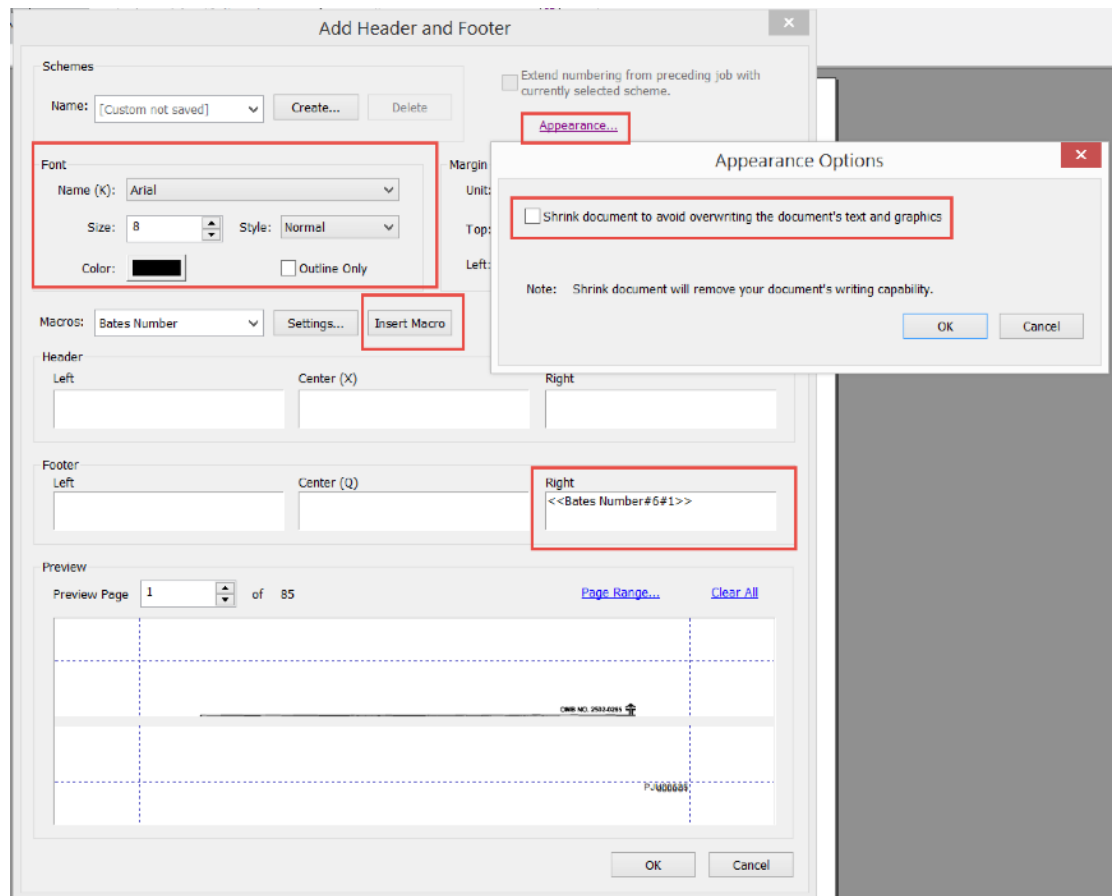 Add Header and Footer
Schemes
Name: [Custom not saved] Create... Delete
Extend numbering from preceding job with
currently selected scheme.
Appearance...
Font
Name (K): Arial
Size: 8 Style: Normal
Color: Outline Only
Margin
Unit:
Top:
Left:
Appearance Options
Shrink document to avoid overwriting the document's text and graphics
Note: Shrink document will remove your document's writing capability.
OK Cancel
Macros: Bates Number Settings... Insert Macro
Header
Left Center (X) Right
Footer
Left Center (Q) Right
<<Bates Number#6#1>>
Preview
Preview Page 1 of 85 Page Range... Clear All
OMB NO. 2502-0265
OK Cancel